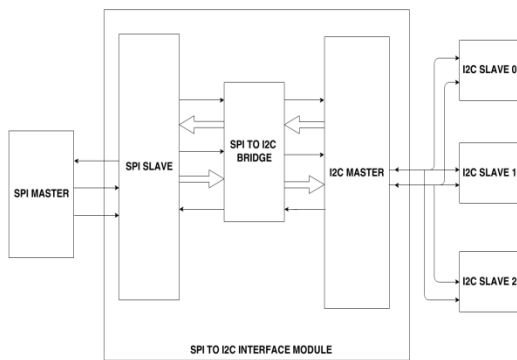 SPI MASTER
SPI SLAVE
SPI TO I2C
BRIDGE
I2C MASTER
I2C SLAVE 0
I2C SLAVE 1
I2C SLAVE 2
SPI TO I2C INTERFACE MODULE